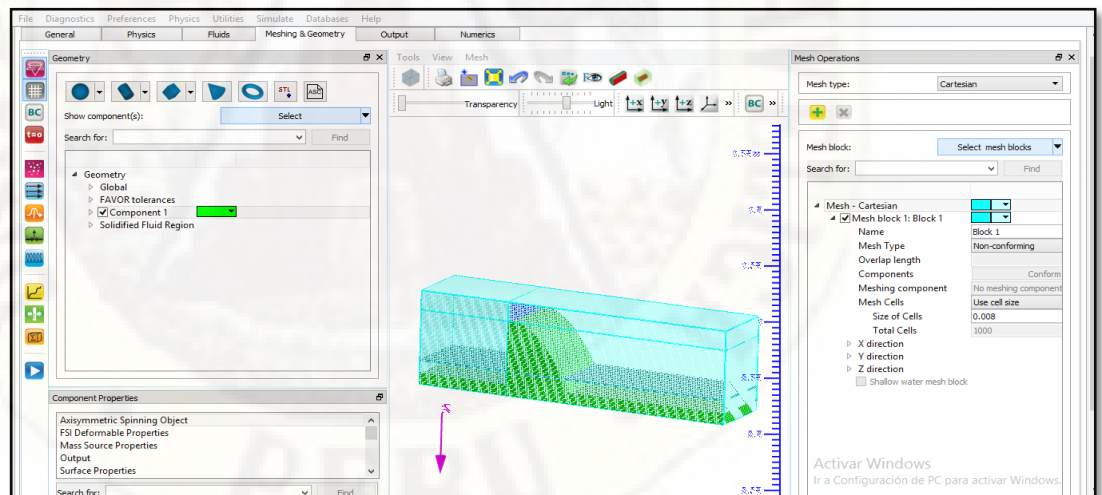 File Diagnostics Preferences Physics Utilities Simulate Databases Help
General Physics Fluids Meshing & Geometry Output Numerics
Geometry
STL
ASC
Show component(s): Select
Search for: Find
Geometry
Global
FAVOR tolerances
Component 1
Solidified Fluid Region
BC
t=0
Component Properties
Axisymmetric Spinning Object
FSI Deformable Properties
Mass Source Properties
Output
Surface Properties
Search for: Find
Tools View Mesh
Transparency Light +x +y +z » BC »
Mesh Operations
Mesh type: Cartesian
Mesh block: Select mesh blocks
Search for: Find
Mesh - Cartesian
Mesh block 1: Block 1
Name Block 1
Mesh Type Non-conforming
Overlap length
Components Conform
Meshing component No meshing component
Mesh Cells Use cell size
Size of Cells 0.008
Total Cells 1000
X direction
Y direction
Z direction
Shallow water mesh block
Activar Windows
Ir a Configuración de PC para activar Windows.